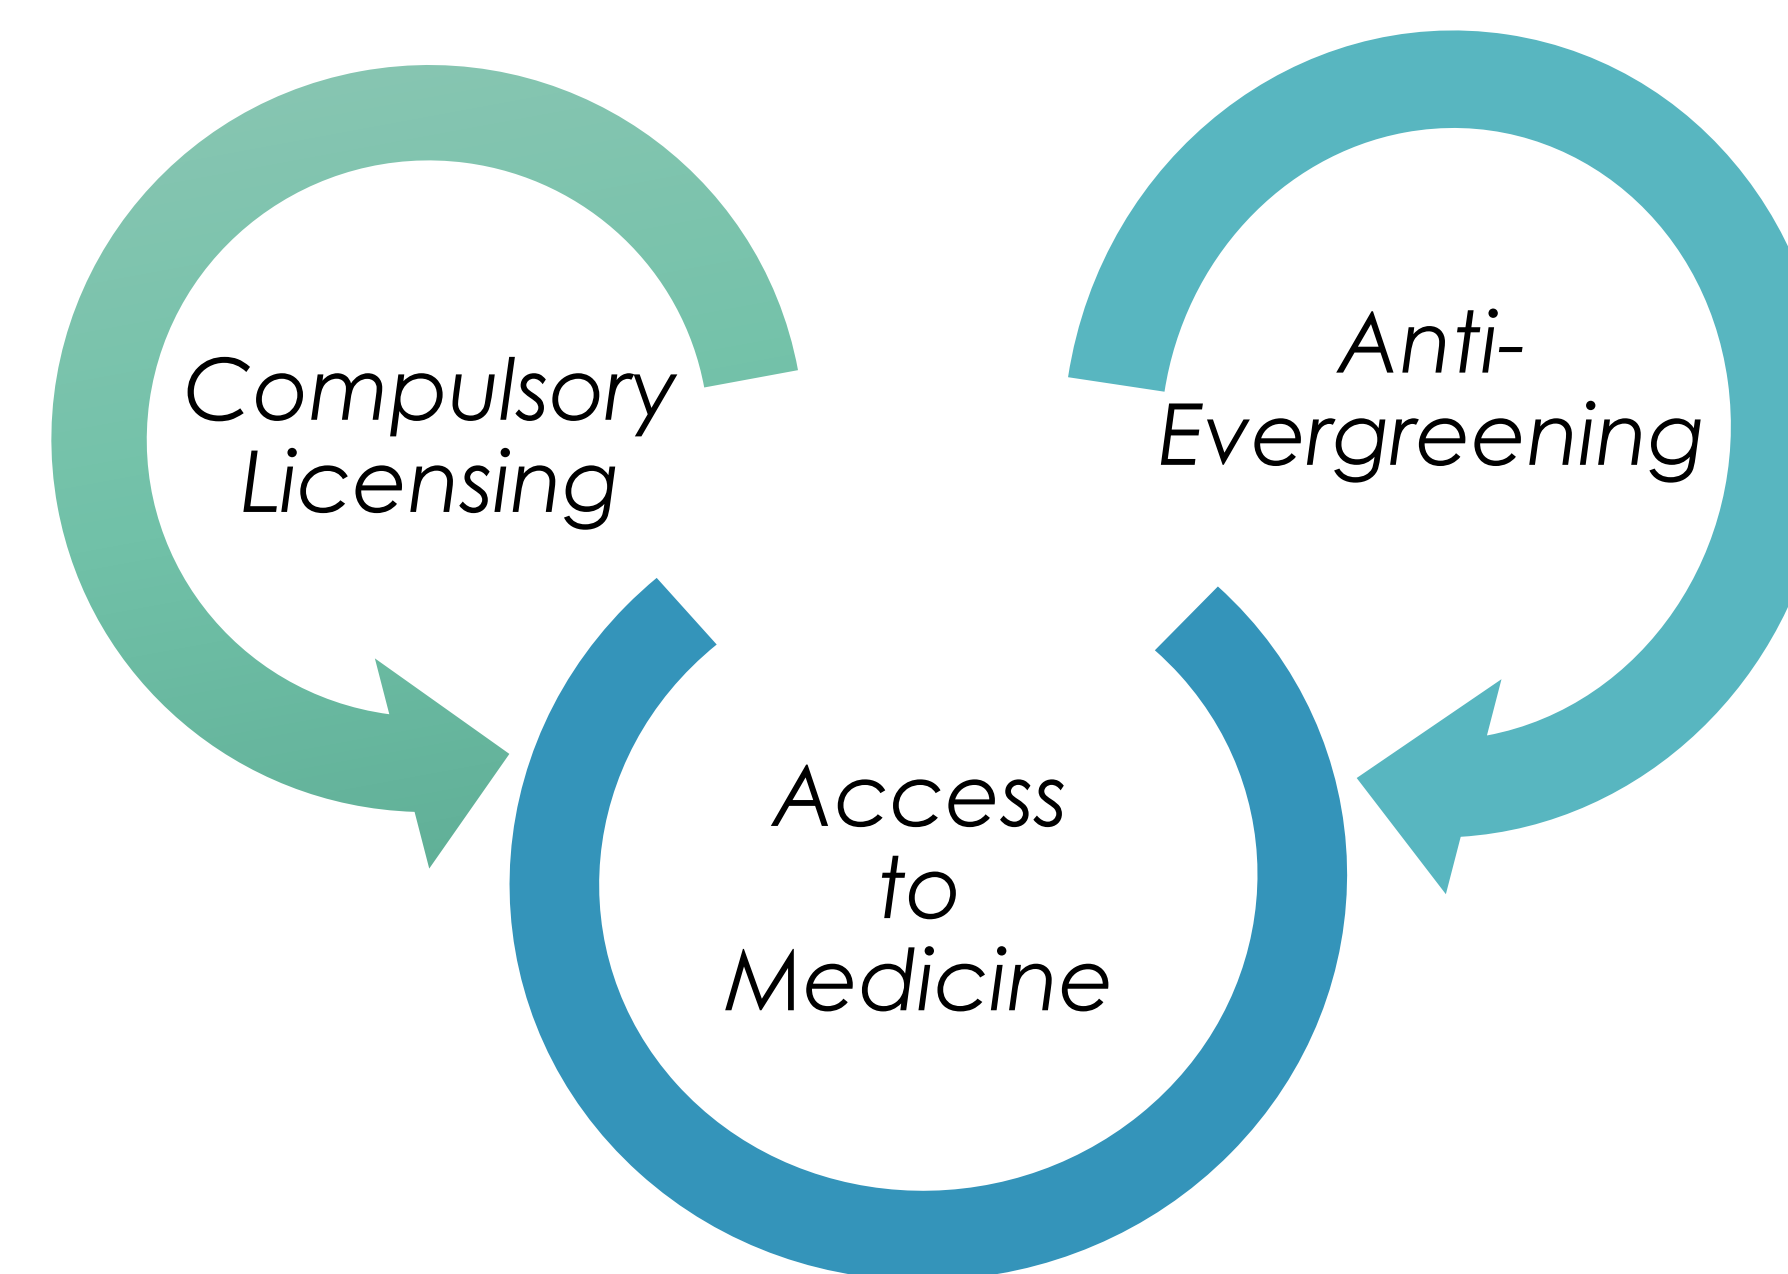 Compulsory
Licensing
Anti-
Evergreening
Access
to
Medicine